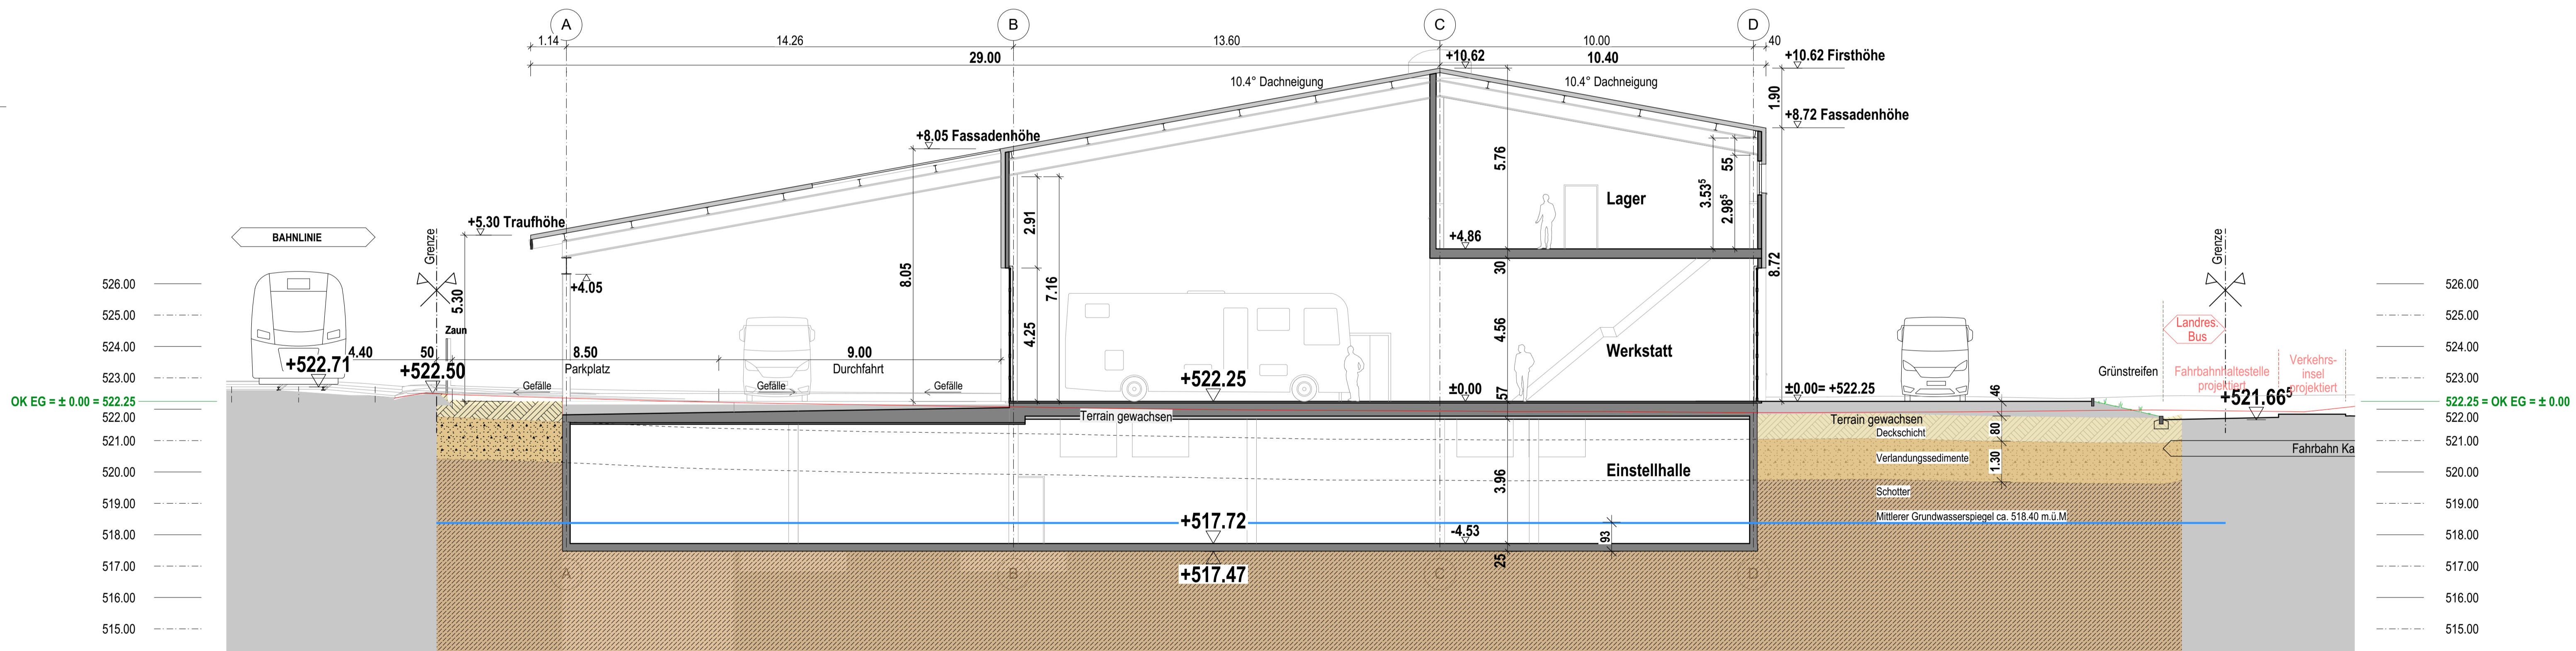 A
B
C
D
1.14
14.26
13.60
10.00
40
29.00
10.40
+10.62
+10.62 Firsthöhe
10.4° Dachneigung
10.4° Dachneigung
1.90
+8.72 Fassadenhöhe
+8.05 Fassadenhöhe
5.76
55
3.53⁵
2.98⁵
Lager
+5.30 Traufhöhe
2.91
+4.86
BAHNLINIE
Grenze
Grenze
30
8.72
8.05
7.16
+4.05
5.30
4.25
4.56
Zaun
Werkstatt
Landres.
Bus
4.40
50
8.50
9.00
Parkplatz
Durchfahrt
+522.71
+522.50
+522.25
Gefälle
Gefälle
Gefälle
±0.00
57
±0.00= +522.25
46
Grünstreifen
Fahrbahnhaltestelle
projektiert
Verkehrs-
insel
projektiert
+521.66⁵
526.00
525.00
524.00
523.00
OK EG = ± 0.00 = 522.25
522.00
521.00
520.00
519.00
518.00
517.00
516.00
515.00
526.00
525.00
524.00
523.00
522.25 = OK EG = ± 0.00
522.00
521.00
520.00
519.00
518.00
517.00
516.00
515.00
Terrain gewachsen
Terrain gewachsen
Deckschicht
80
Verlandungssedimente
1.30
Fahrbahn Ka
Einstellhalle
3.96
Schotter
Mittlerer Grundwasserspiegel ca. 518.40 m.ü.M
+517.72
-4.53
93
25
+517.47
A
B
C
D